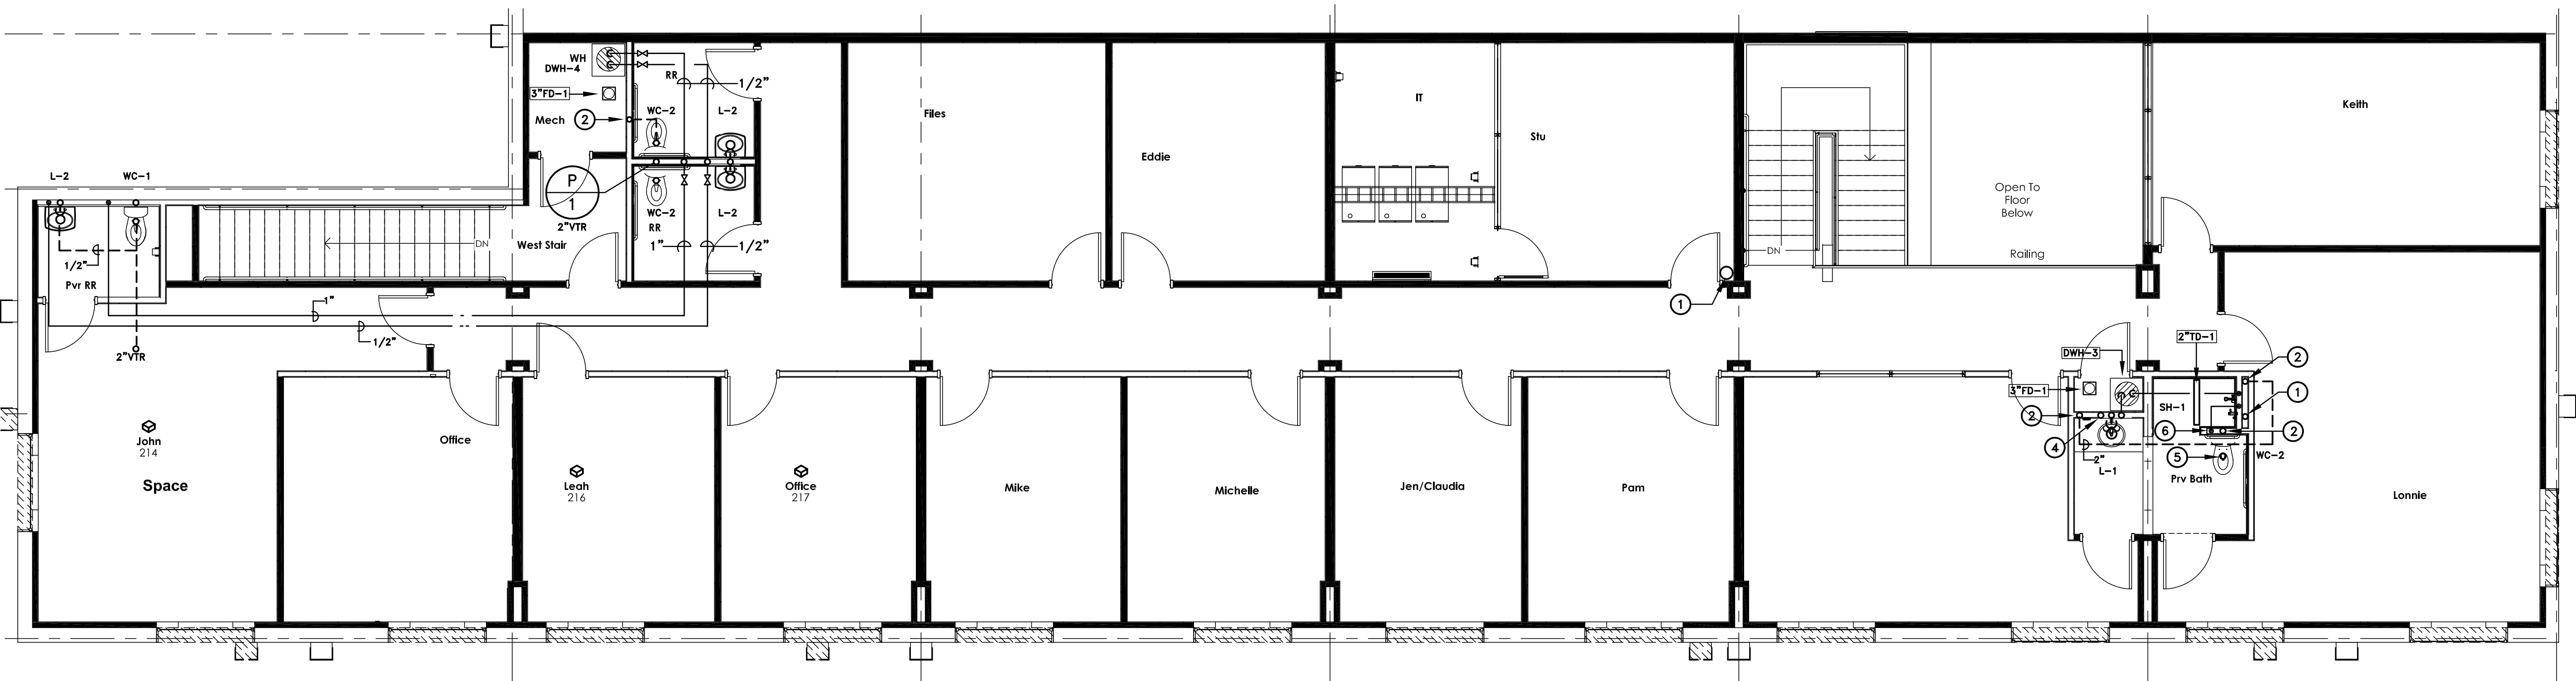 WH
DWH-4
3"FD-1
Mech
2
RR
1/2"
WC-2
L-2
P
1
2"VTR
WC-2
RR
L-2
1"
1/2"
L-2
WC-1
1/2"
Pvr RR
DN
West Stair
1"
1/2"
2"VTR
Files
Eddie
IT
Stu
1
DN
Open To
Floor
Below
Railing
Keith
John
214
Space
Office
Leah
216
Office
217
Mike
Michelle
Jen/Claudia
Pam
DWH-3
2"TD-1
3"FD-1
2
4
2"
L-1
SH-1
6
5
2
1
2
WC-2
Prv Bath
Lonnie